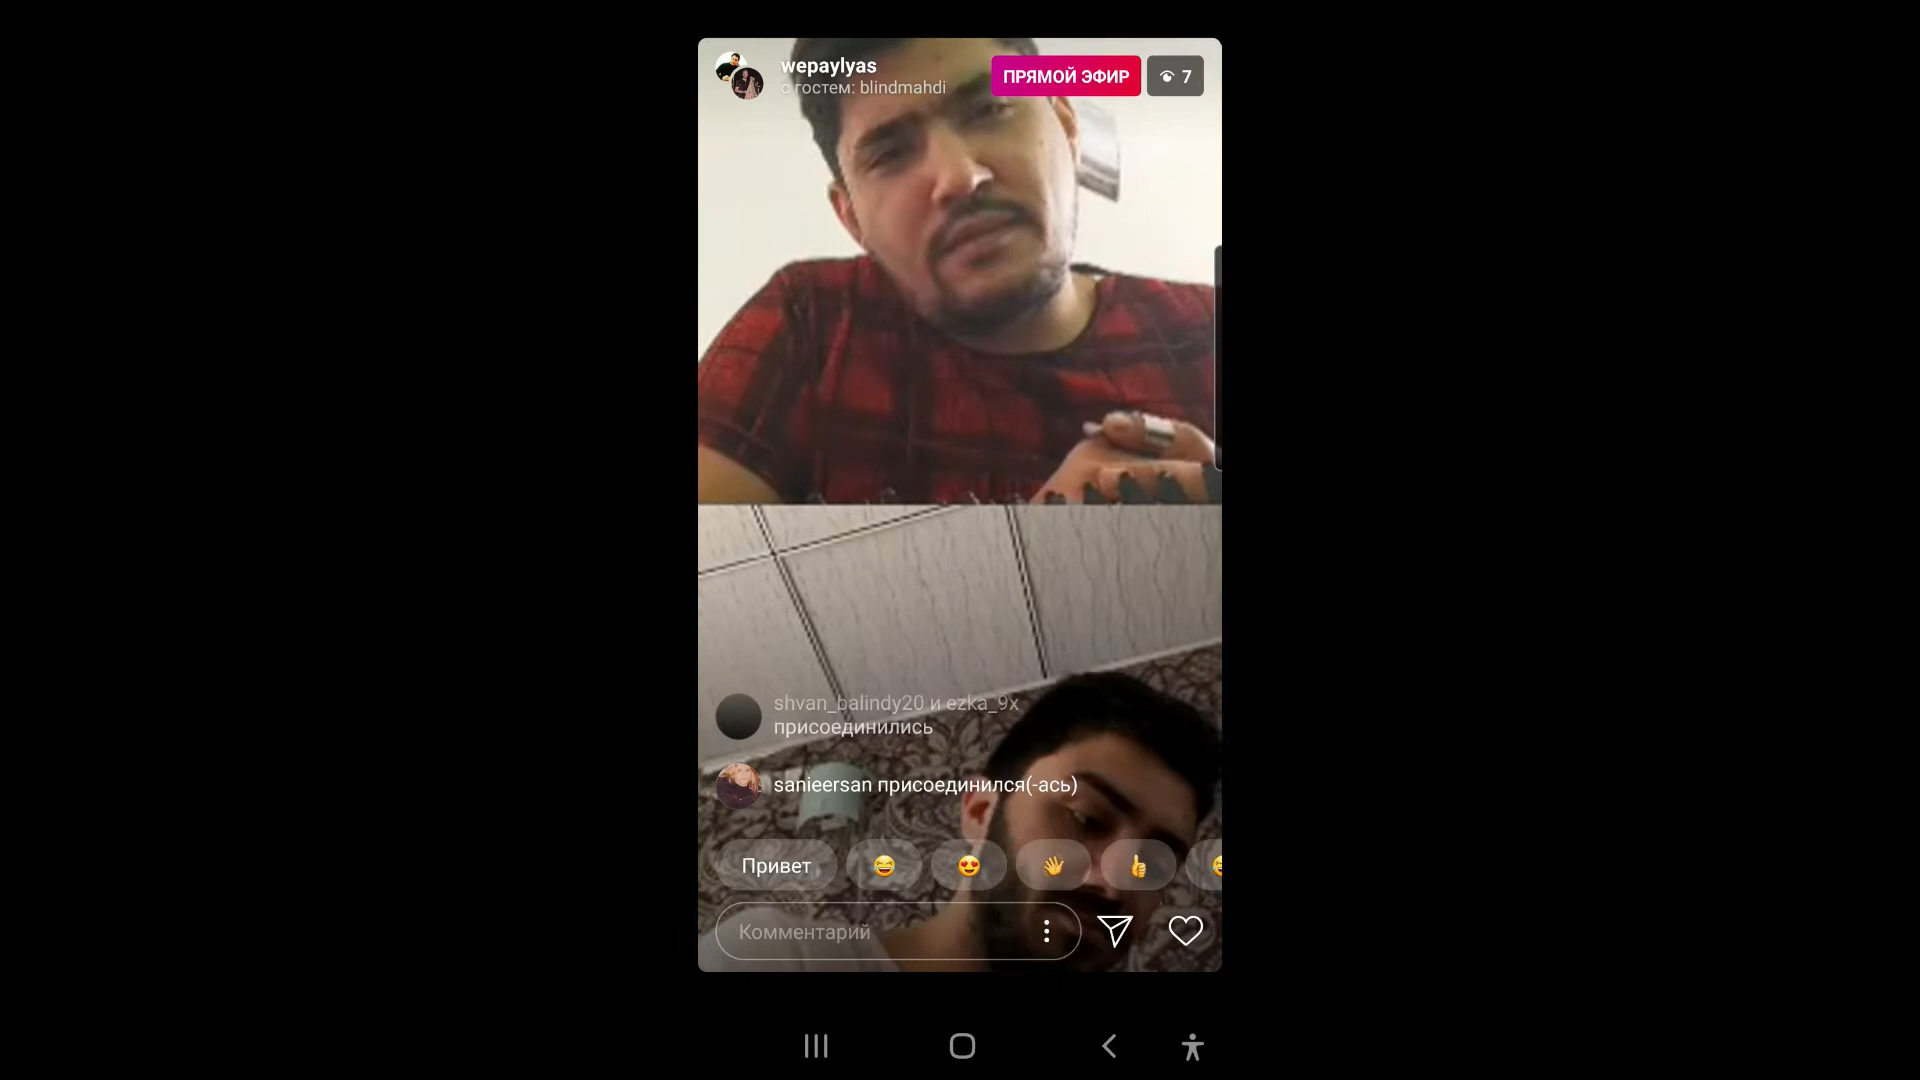 wepaylyas
с гостем: blindmahdi
ПРЯМОЙ ЭФИР
7
shvan_balindy20 и ezka_9x
присоединились
sanieersan присоединился(-ась)
Привет
Комментарий